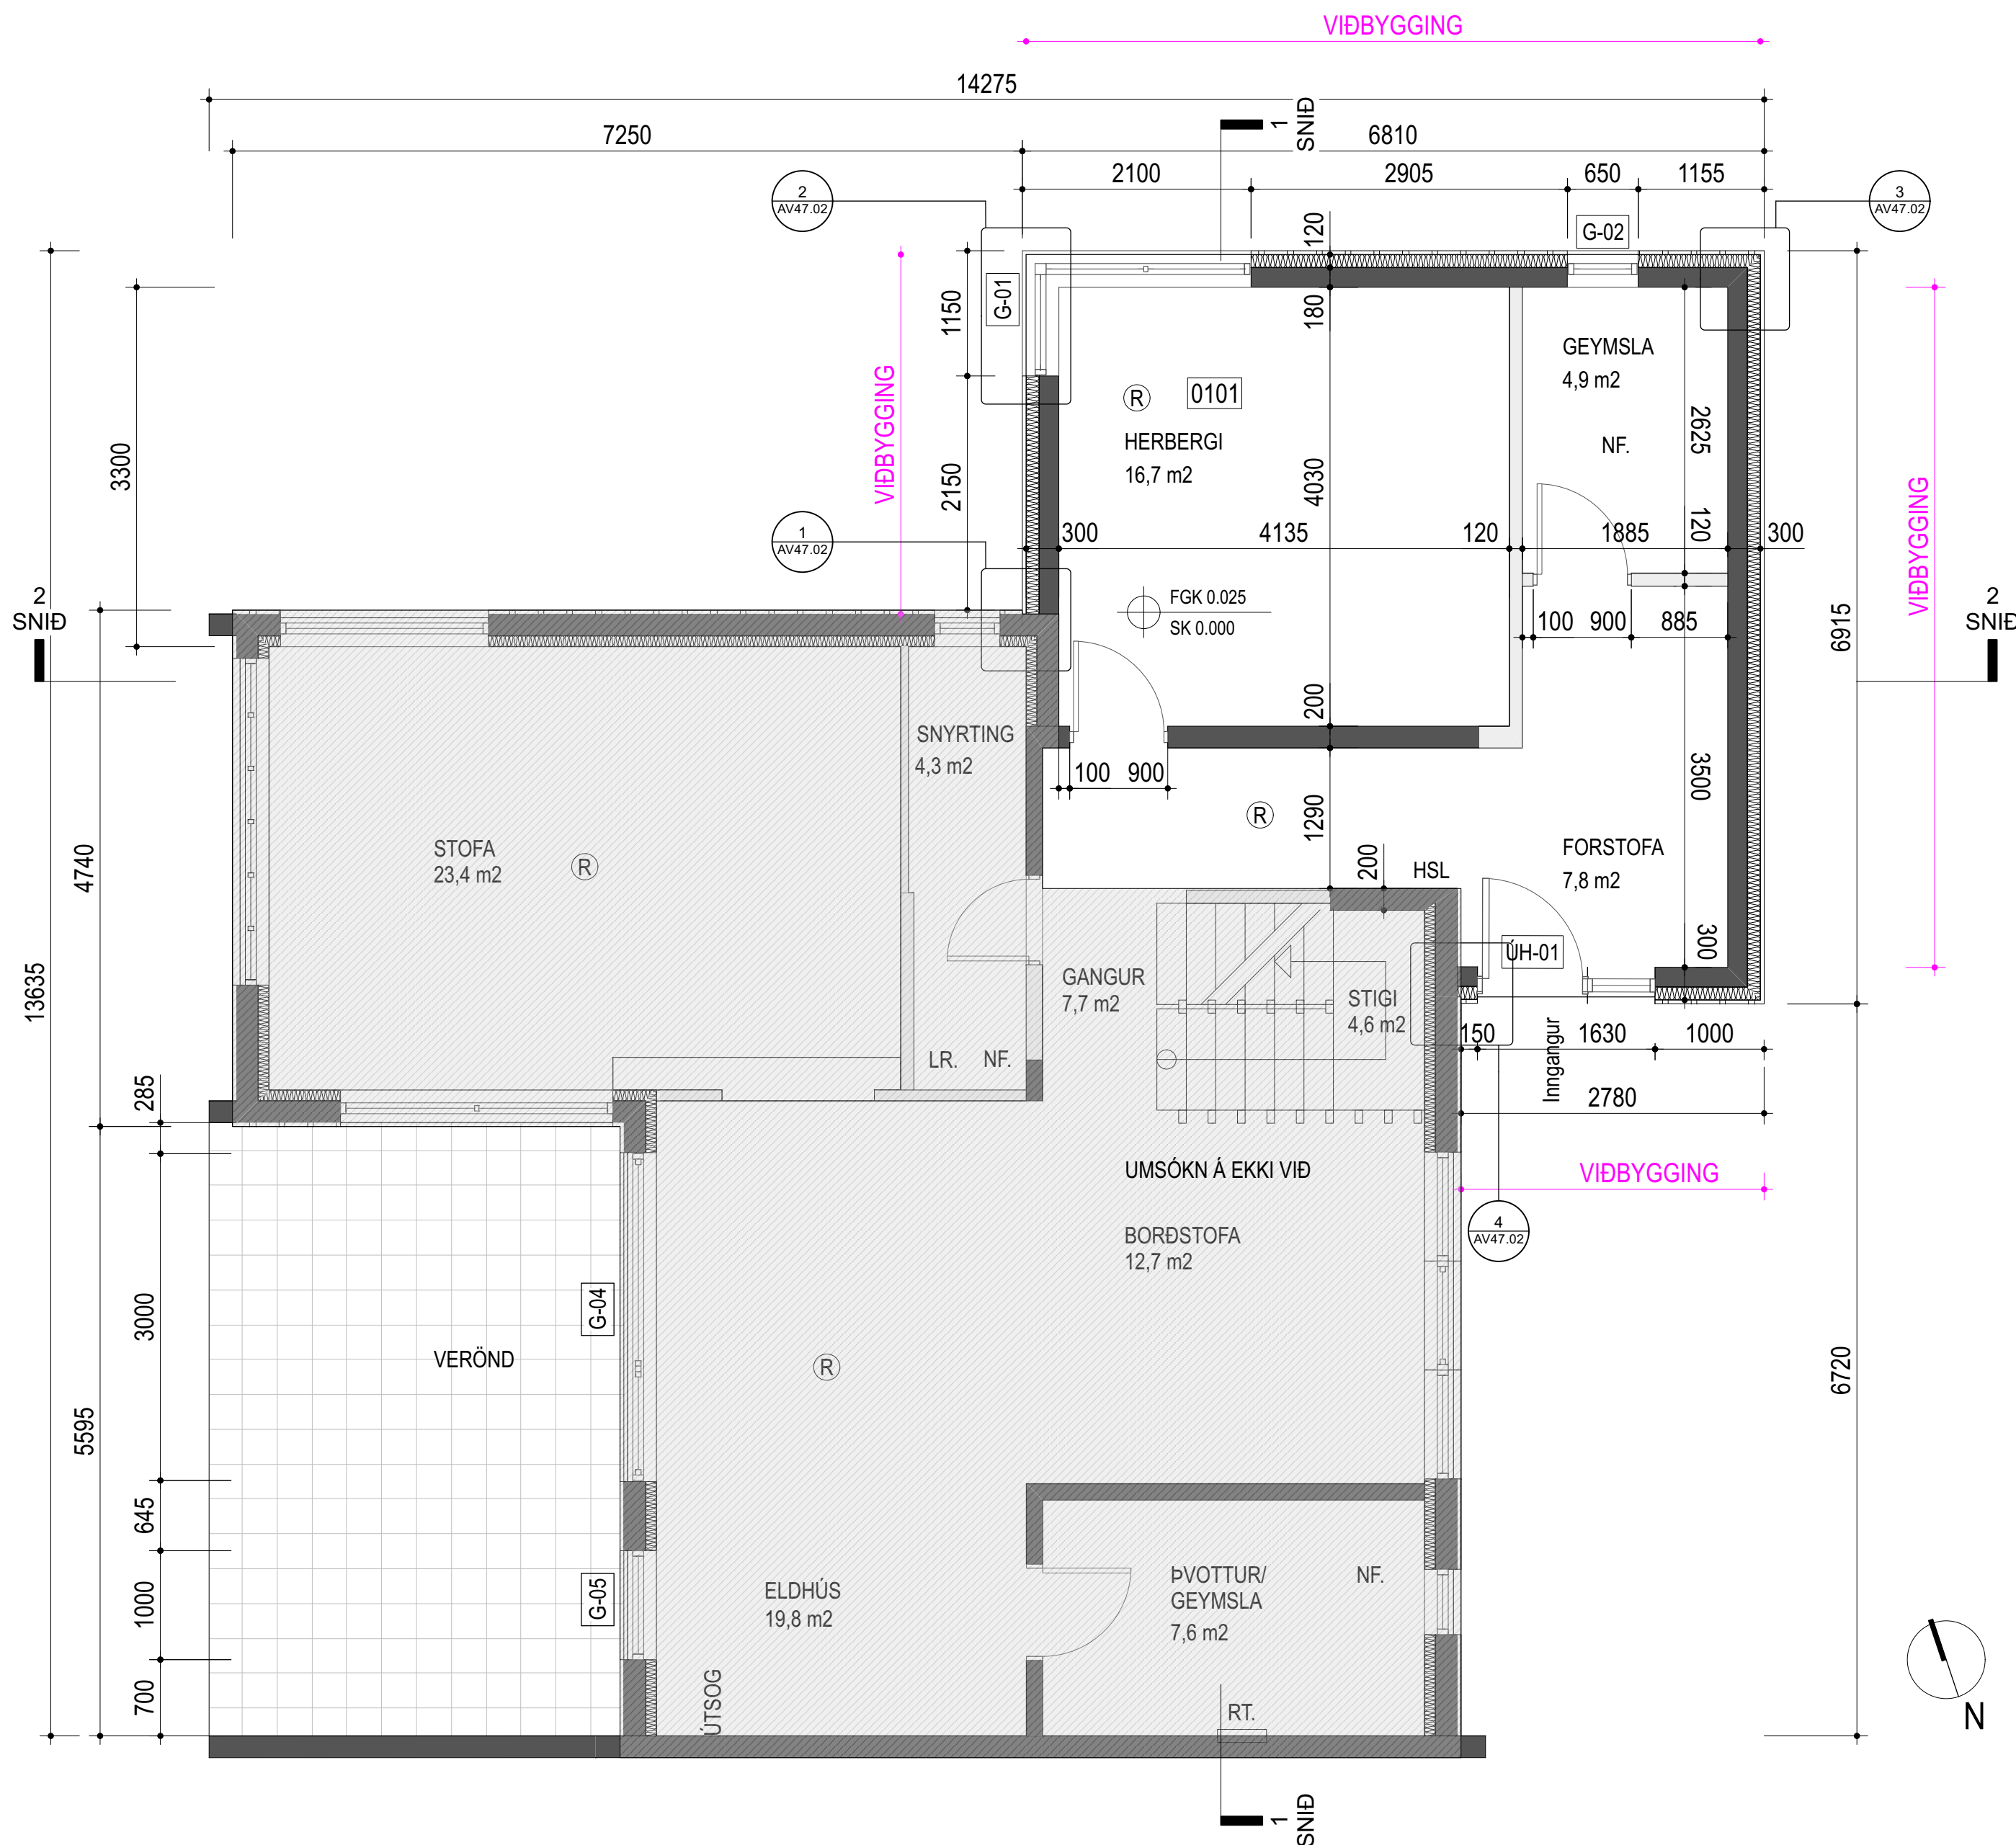 VIÐBYGGING
14275
1
SNIÐ
7250
6810
2100
2905
650
1155
2
AV47.02
3
AV47.02
120
G-02
G-01
1150
180
GEYMSLA
4,9 m2
0101
R
HERBERGI
16,7 m2
NF.
2625
3300
VIÐBYGGING
2150
4030
VIÐBYGGING
1
AV47.02
300
4135
120
1885
120
300
2
SNIÐ
FGK 0.025
SK 0.000
100
900
885
2
SNIÐ
6915
200
SNYRTING
4,3 m2
100
900
3500
1290
R
STOFA
23,4 m2
R
200
HSL
FORSTOFA
7,8 m2
4740
13635
300
ÚH-01
GANGUR
7,7 m2
STIGI
4,6 m2
150
1630
1000
LR.
NF.
Inngangur
285
2780
UMSÓKN Á EKKI VIÐ
VIÐBYGGING
BORÐSTOFA
12,7 m2
4
AV47.02
3000
G-04
VERÖND
R
6720
5595
645
1000
G-05
ELDHÚS
19,8 m2
ÞVOTTUR/
GEYMSLA
7,6 m2
NF.
700
ÚTSOG
RT.
N
1
SNIÐ